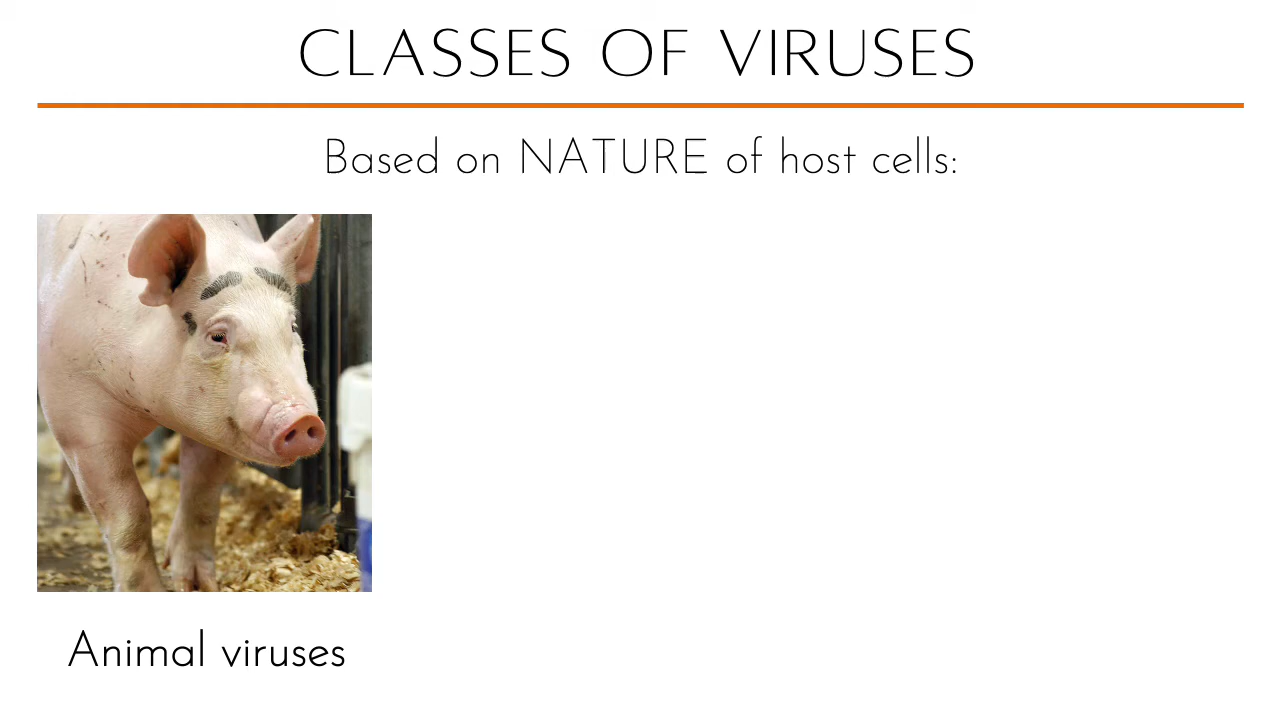 CLASSES OF VIRUSES
Based on NATURE of host cells:
Animal viruses